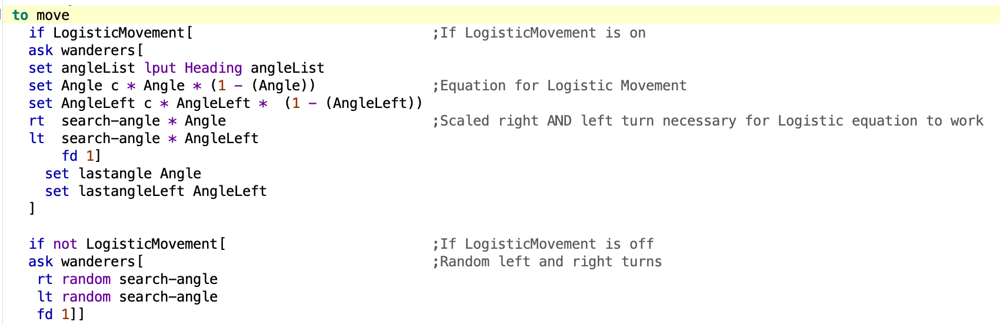 to move
  if LogisticMovement[                             ;If LogisticMovement is on
  ask wanderers[
  set angleList lput Heading angleList
  set Angle c * Angle * (1 - (Angle))              ;Equation for Logistic Movement
  set AngleLeft c * AngleLeft *  (1 - (AngleLeft))
  rt  search-angle * Angle                         ;Scaled right AND left turn necessary for Logistic equation to work
  lt  search-angle * AngleLeft
      fd 1]
    set lastangle Angle
    set lastangleLeft AngleLeft
  ]
  if not LogisticMovement[                         ;If LogisticMovement is off
  ask wanderers[                                   ;Random left and right turns
   rt random search-angle
   lt random search-angle
   fd 1]]